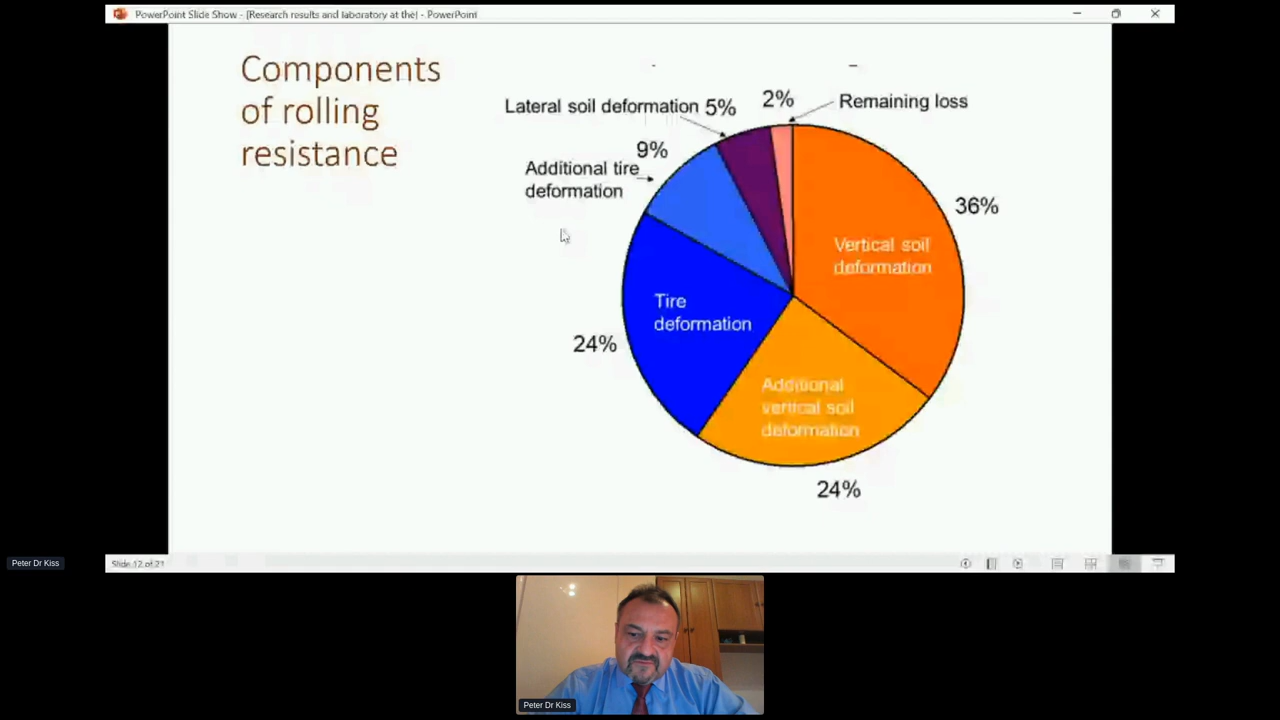 PowerPoint Slide Show - [Research results and laboratory at the] - PowerPoint
Components
of rolling
resistance
Lateral soil deformation 5%
2%
Remaining loss
9%
Additional tire
deformation
36%
Vertical soil
deformation
Tire
deformation
24%
Additional
vertical soil
deformation
24%
Slide 12 of 21
Peter Dr Kiss
Peter Dr Kiss